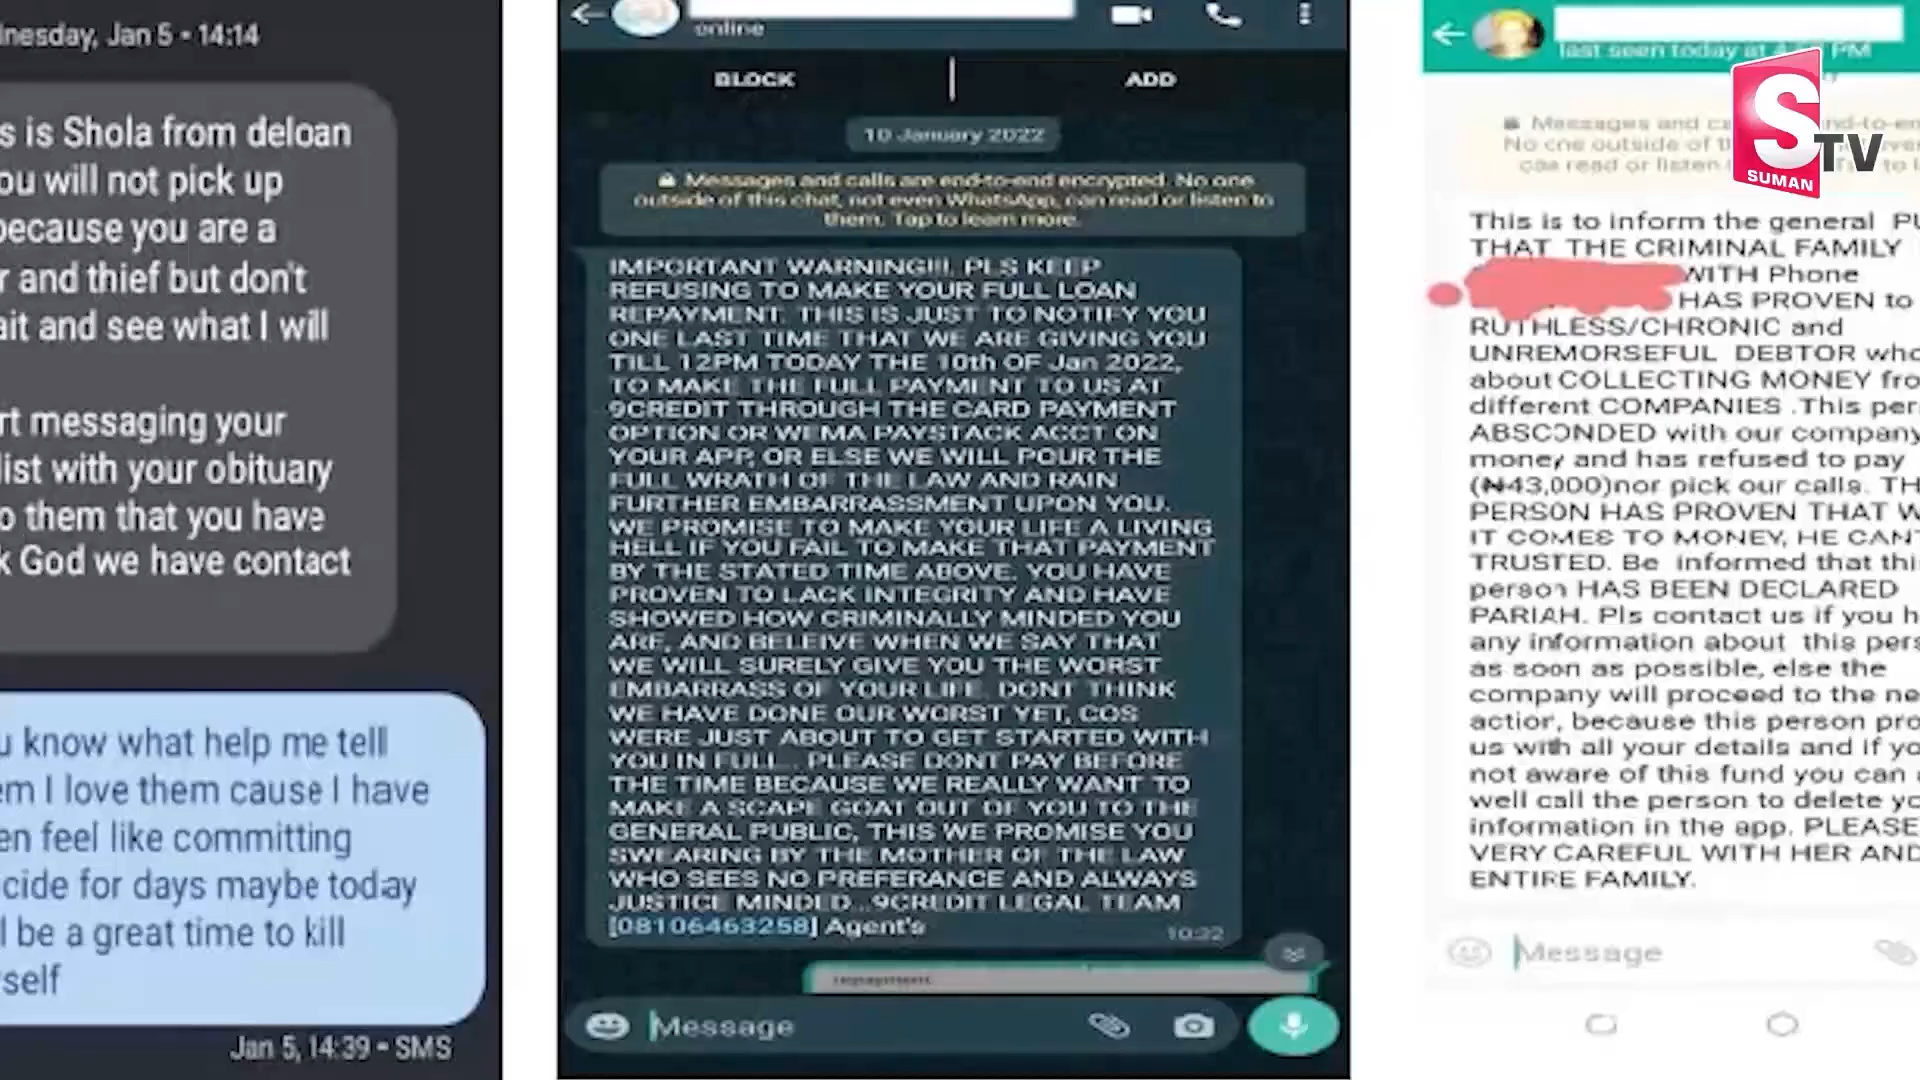 nesday, Jan 5 • 14:14
s is Shola from deloan
ou will not pick up
because you are a
r and thief but don't
ait and see what I will
rt messaging your
list with your obituary
o them that you have
k God we have contact
u know what help me tell
em I love them cause I have
en feel like committing
cide for days maybe today
l be a great time to kill
self
Jan 5, 14:39 • SMS
online
BLOCK
ADD
10 January 2022
Messages and calls are end-to-end encrypted. No one
outside of this chat, not even WhatsApp, can read or listen to
them. Tap to learn more.
IMPORTANT WARNING!!!. PLS KEEP
REFUSING TO MAKE YOUR FULL LOAN
REPAYMENT. THIS IS JUST TO NOTIFY YOU
ONE LAST TIME THAT WE ARE GIVING YOU
TILL 12PM TODAY THE 10th OF Jan 2022,
TO MAKE THE FULL PAYMENT TO US AT
9CREDIT THROUGH THE CARD PAYMENT
OPTION OR WEMA PAYSTACK ACCT ON
YOUR APP, OR ELSE WE WILL POUR THE
FULL WRATH OF THE LAW AND RAIN
FURTHER EMBARRASSMENT UPON YOU.
WE PROMISE TO MAKE YOUR LIFE A LIVING
HELL IF YOU FAIL TO MAKE THAT PAYMENT
BY THE STATED TIME ABOVE. YOU HAVE
PROVEN TO LACK INTEGRITY AND HAVE
SHOWED HOW CRIMINALLY MINDED YOU
ARE, AND BELEIVE WHEN WE SAY THAT
WE WILL SURELY GIVE YOU THE WORST
EMBARRASS OF YOUR LIFE. DONT THINK
WE HAVE DONE OUR WORST YET, COS
WERE JUST ABOUT TO GET STARTED WITH
YOU IN FULL.. PLEASE DONT PAY BEFORE
THE TIME BECAUSE WE REALLY WANT TO
MAKE A SCAPE GOAT OUT OF YOU TO THE
GENERAL PUBLIC, THIS WE PROMISE YOU
SWEARING BY THE MOTHER OF THE LAW
WHO SEES NO PREFERANCE AND ALWAYS
JUSTICE MINDED...9CREDIT LEGAL TEAM
[08106463258] Agent's
10:22
repayment
Message
last seen today at PM
S
TV
SUMAN
Messages and nd-to-en
No one outside of
can read or listen
This is to inform the general PU
THAT THE CRIMINAL FAMILY
WITH Phone
HAS PROVEN to
RUTHLESS/CHRONIC and
UNREMORSEFUL DEBTOR who
about COLLECTING MONEY fro
different COMPANIES .This per
ABSCONDED with our company
money and has refused to pay
(₦43,000)nor pick our calls. TH
PERSON HAS PROVEN THAT W
IT COMES TO MONEY, HE CAN'T
TRUSTED. Be informed that thi
person HAS BEEN DECLARED
PARIAH. Pls contact us if you h
any information about this pers
as soon as possible, else the
company will proceed to the ne
action, because this person pro
us with all your details and if yo
not aware of this fund you can
well call the person to delete yo
information in the app. PLEASE
VERY CAREFUL WITH HER AND
ENTIRE FAMILY.
Message